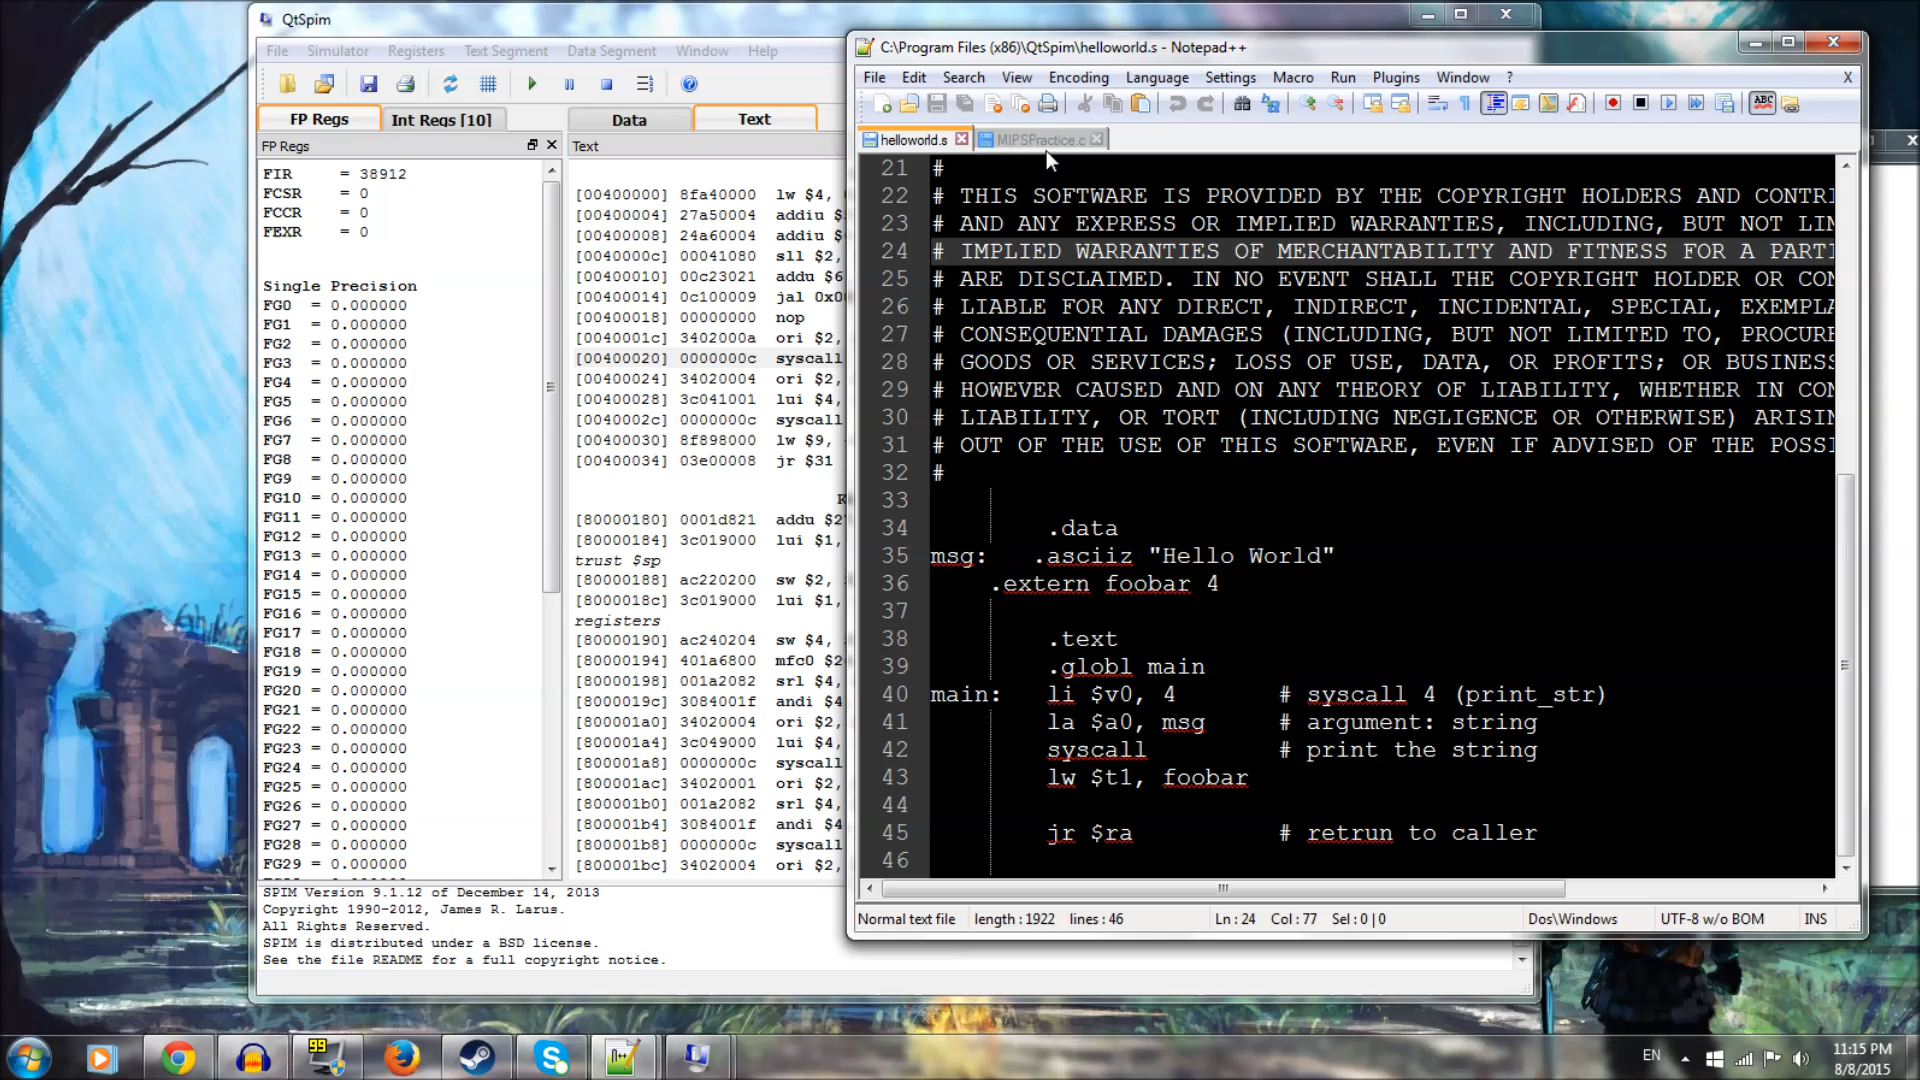 QtSpim
File Simulator Registers Text Segment Data Segment Window Help
FP Regs Int Regs [10] Data Text
FP Regs
Text
FIR = 38912
FCSR = 0
FCCR = 0
FEXR = 0
Single Precision
FG0 = 0.000000
FG1 = 0.000000
FG2 = 0.000000
FG3 = 0.000000
FG4 = 0.000000
FG5 = 0.000000
FG6 = 0.000000
FG7 = 0.000000
FG8 = 0.000000
FG9 = 0.000000
FG10 = 0.000000
FG11 = 0.000000
FG12 = 0.000000
FG13 = 0.000000
FG14 = 0.000000
FG15 = 0.000000
FG16 = 0.000000
FG17 = 0.000000
FG18 = 0.000000
FG19 = 0.000000
FG20 = 0.000000
FG21 = 0.000000
FG22 = 0.000000
FG23 = 0.000000
FG24 = 0.000000
FG25 = 0.000000
FG26 = 0.000000
FG27 = 0.000000
FG28 = 0.000000
FG29 = 0.000000
[00400000] 8fa40000 lw $4,
[00400004] 27a50004 addiu $
[00400008] 24a60004 addiu $
[0040000c] 00041080 sll $2,
[00400010] 00c23021 addu $6
[00400014] 0c100009 jal 0x0
[00400018] 00000000 nop
[0040001c] 3402000a ori $2,
[00400020] 0000000c syscall
[00400024] 34020004 ori $2,
[00400028] 3c041001 lui $4,
[0040002c] 0000000c syscall
[00400030] 8f898000 lw $9,
[00400034] 03e00008 jr $31
[80000180] 0001d821 addu $2
[80000184] 3c019000 lui $1,
trust $sp
[80000188] ac220200 sw $2,
[8000018c] 3c019000 lui $1,
registers
[80000190] ac240204 sw $4,
[80000194] 401a6800 mfc0 $2
[80000198] 001a2082 srl $4,
[8000019c] 3084001f andi $4
[800001a0] 34020004 ori $2,
[800001a4] 3c049000 lui $4,
[800001a8] 0000000c syscall
[800001ac] 34020001 ori $2,
[800001b0] 001a2082 srl $4,
[800001b4] 3084001f andi $4
[800001b8] 0000000c syscall
[800001bc] 34020004 ori $2,
SPIM Version 9.1.12 of December 14, 2013
Copyright 1990-2012, James R. Larus.
All Rights Reserved.
SPIM is distributed under a BSD license.
See the file README for a full copyright notice.
C:\Program Files (x86)\QtSpim\helloworld.s - Notepad++
File Edit Search View Encoding Language Settings Macro Run Plugins Window ? X
ABC
helloworld.s MIPSPractice.c
21 #
22 # THIS SOFTWARE IS PROVIDED BY THE COPYRIGHT HOLDERS AND CONTRI
23 # AND ANY EXPRESS OR IMPLIED WARRANTIES, INCLUDING, BUT NOT LIM
24 # IMPLIED WARRANTIES OF MERCHANTABILITY AND FITNESS FOR A PARTI
25 # ARE DISCLAIMED. IN NO EVENT SHALL THE COPYRIGHT HOLDER OR CON
26 # LIABLE FOR ANY DIRECT, INDIRECT, INCIDENTAL, SPECIAL, EXEMPLA
27 # CONSEQUENTIAL DAMAGES (INCLUDING, BUT NOT LIMITED TO, PROCURE
28 # GOODS OR SERVICES; LOSS OF USE, DATA, OR PROFITS; OR BUSINESS
29 # HOWEVER CAUSED AND ON ANY THEORY OF LIABILITY, WHETHER IN CON
30 # LIABILITY, OR TORT (INCLUDING NEGLIGENCE OR OTHERWISE) ARISIN
31 # OUT OF THE USE OF THIS SOFTWARE, EVEN IF ADVISED OF THE POSSI
32 #
33
34 .data
35 msg: .asciiz "Hello World"
36 .extern foobar 4
37
38 .text
39 .globl main
40 main: li $v0, 4 # syscall 4 (print_str)
41 la $a0, msg # argument: string
42 syscall # print the string
43 lw $t1, foobar
44
45 jr $ra # retrun to caller
46
Normal text file length : 1922 lines : 46 Ln : 24 Col : 77 Sel : 0 | 0 Dos\Windows UTF-8 w/o BOM INS
99
EN
11:15 PM
8/8/2015